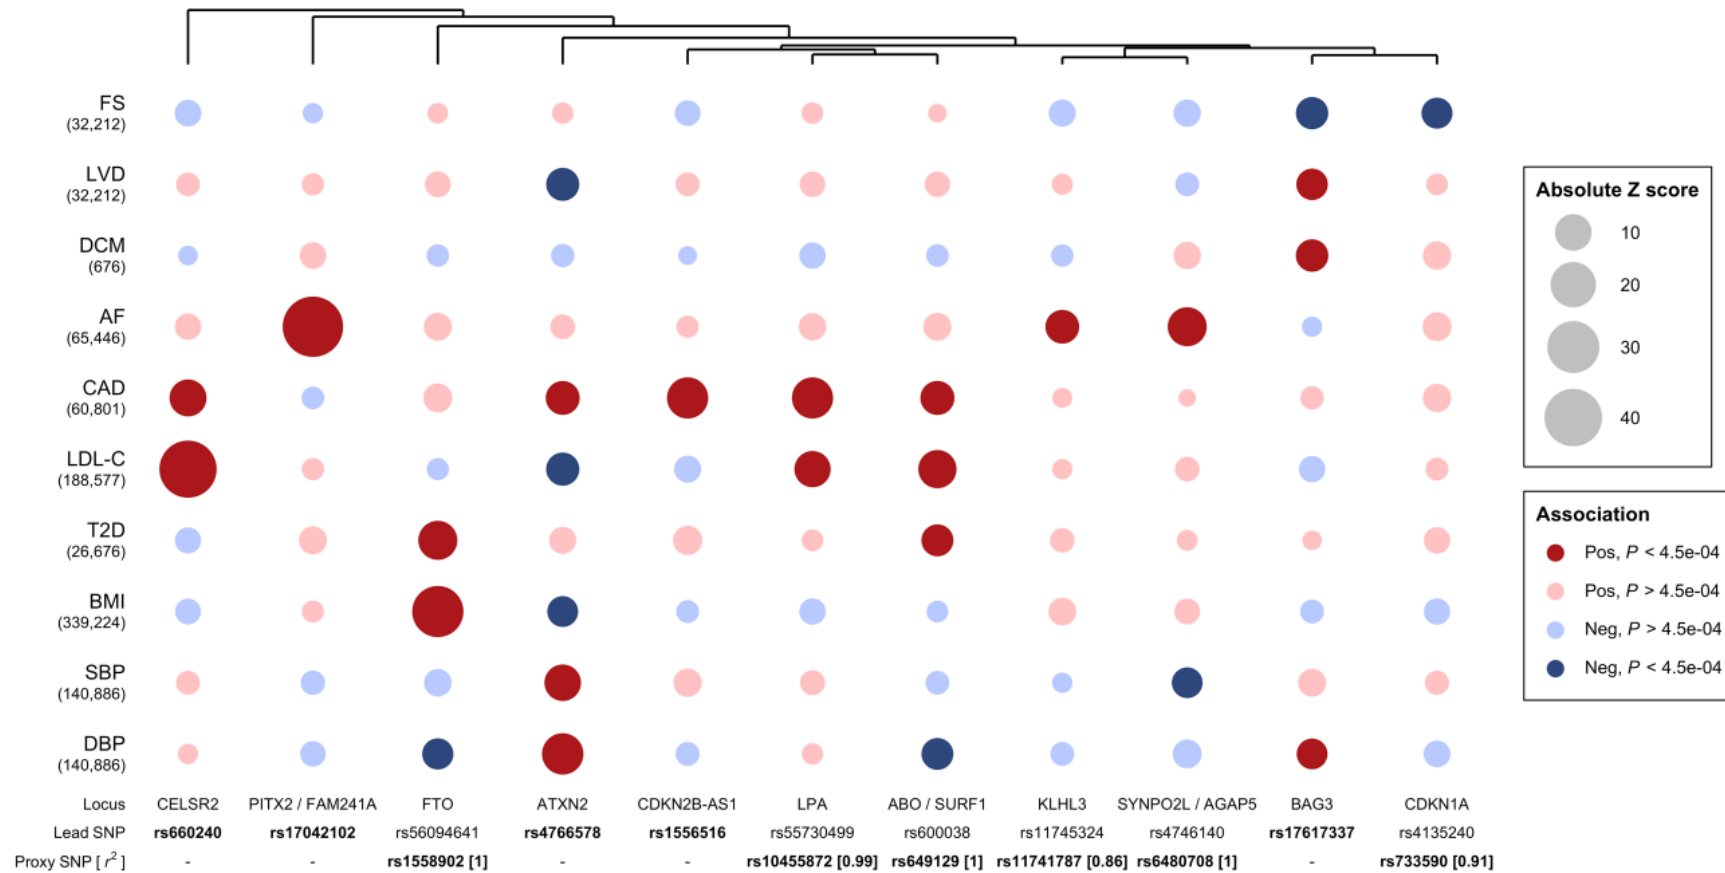 FS
(32,212)
LVD
(32,212)
DCM
(676)
AF
(65,446)
CAD
(60,801)
LDL-C
(188,577)
T2D
(26,676)
BMI
(339,224)
SBP
(140,886)
DBP
(140,886)
Locus CELSR2 PITX2 / FAM241A FTO ATXN2 CDKN2B-AS1 LPA ABO / SURF1 KLHL3 SYNPO2L / AGAP5 BAG3 CDKN1A
Lead SNP rs660240 rs17042102 rs56094641 rs4766578 rs1556516 rs55730499 rs600038 rs11745324 rs4746140 rs17617337 rs4135240
Proxy SNP [ r² ] - - rs1558902 [1] - - rs10455872 [0.99] rs649129 [1] rs11741787 [0.86] rs6480708 [1] - rs733590 [0.91]
Absolute Z score
10
20
30
40
Association
Pos, P < 4.5e-04
Pos, P > 4.5e-04
Neg, P > 4.5e-04
Neg, P < 4.5e-04